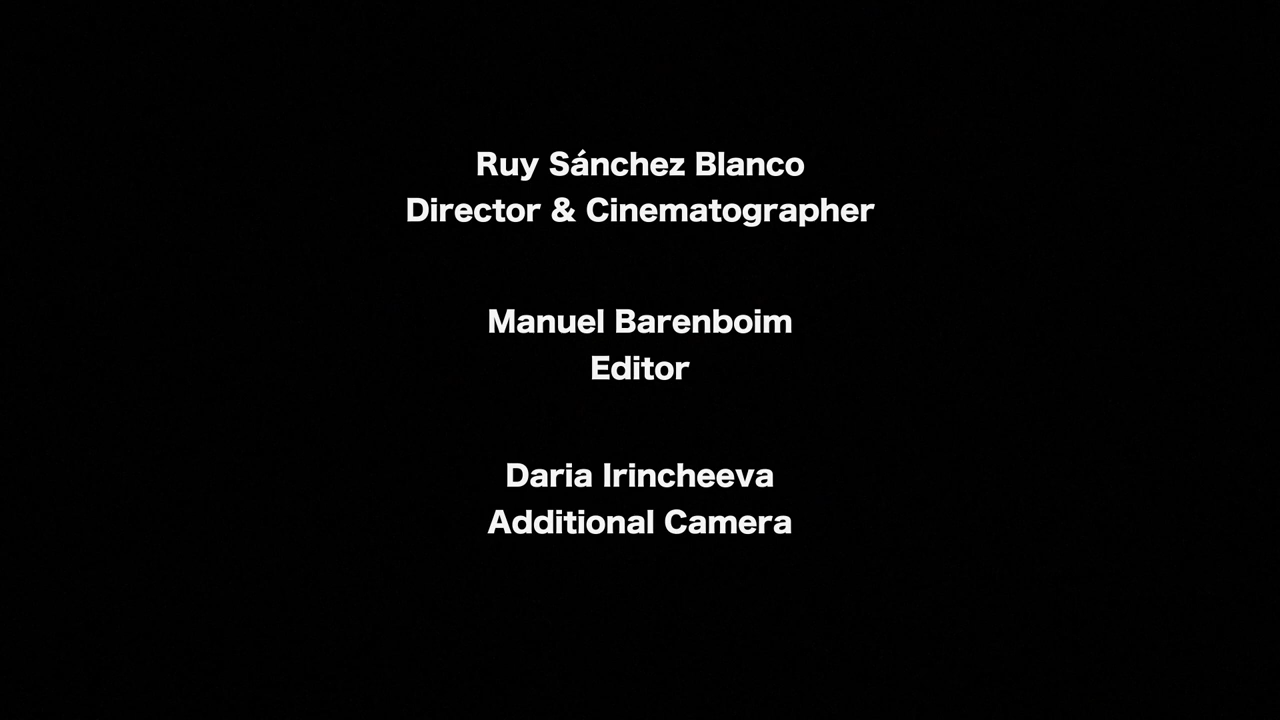 Ruy Sánchez Blanco
Director & Cinematographer
Manuel Barenboim
Editor
Daria Irincheeva
Additional Camera